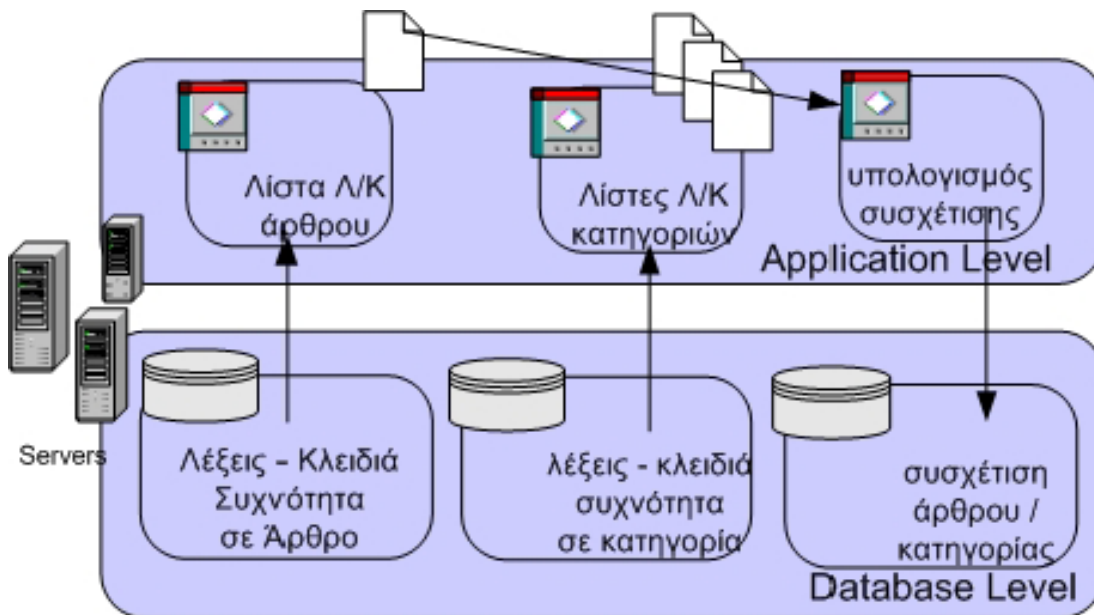 Λίστα Λ/Κ
άρθρου
Λίστες Λ/Κ
κατηγοριών
υπολογισμός
συσχέτισης
Application Level
Servers
Λέξεις - Κλειδιά
Συχνότητα
σε Άρθρο
λέξεις - κλειδιά
συχνότητα
σε κατηγορία
συσχέτιση
άρθρου /
κατηγορίας
Database Level